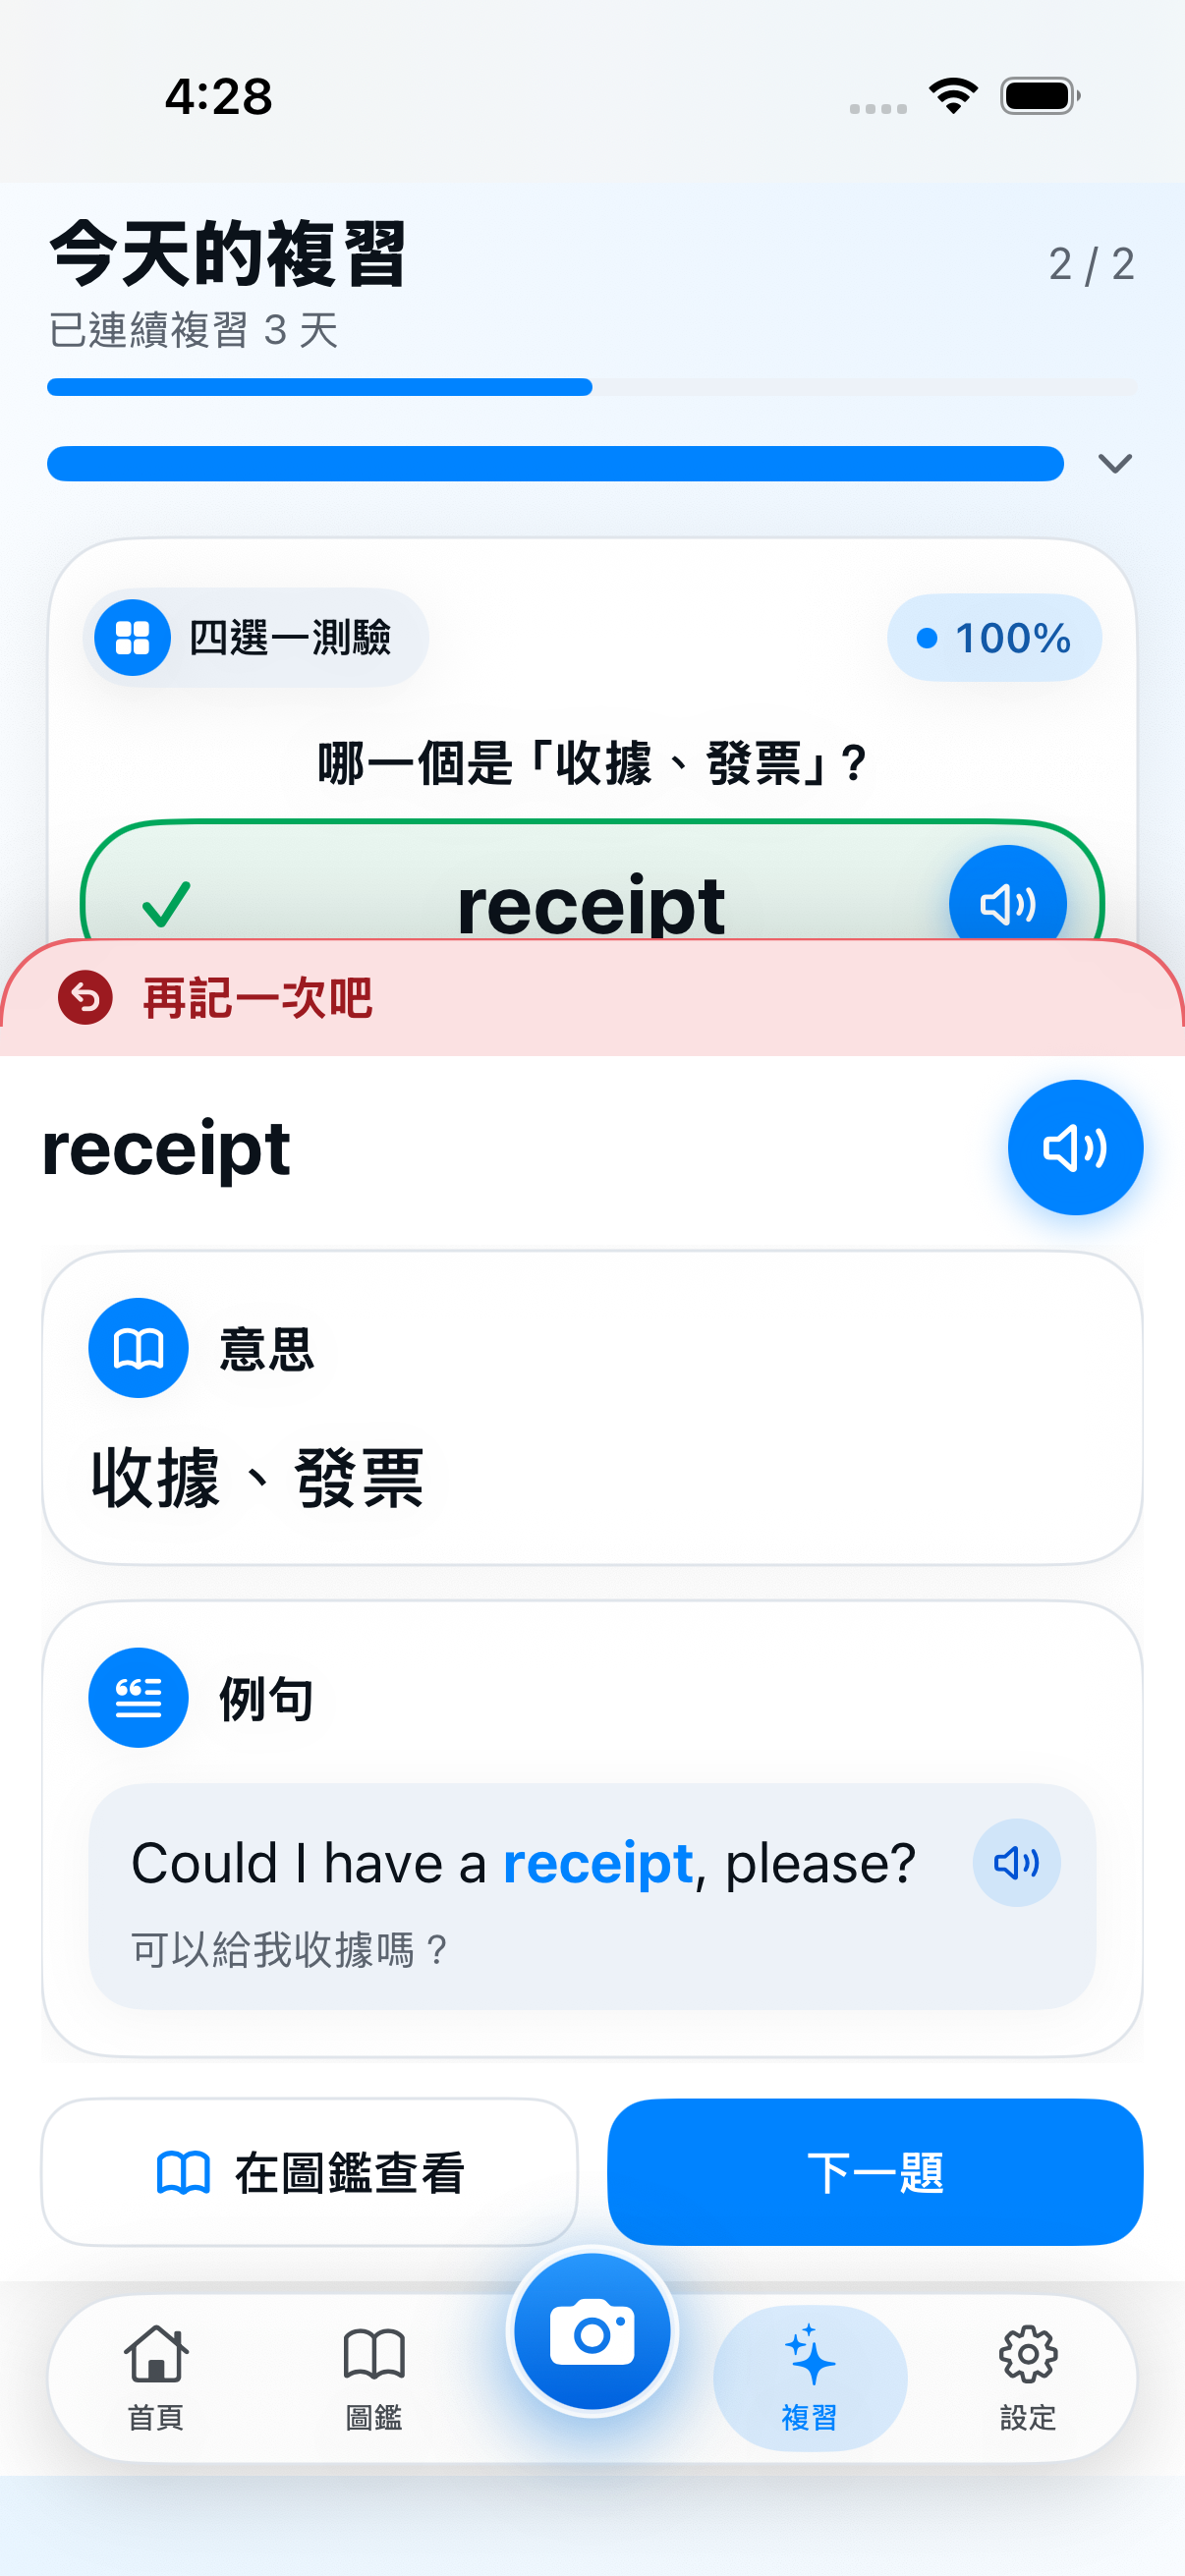 4:28
今天的複習
2 / 2
已連續複習 3 天
四選一測驗
100%
哪一個是「收據、發票」?
receipt
再記一次吧
receipt
意思
收據、發票
例句
Could I have a receipt, please?
可以給我收據嗎?
在圖鑑查看
下一題
首頁
圖鑑
複習
設定